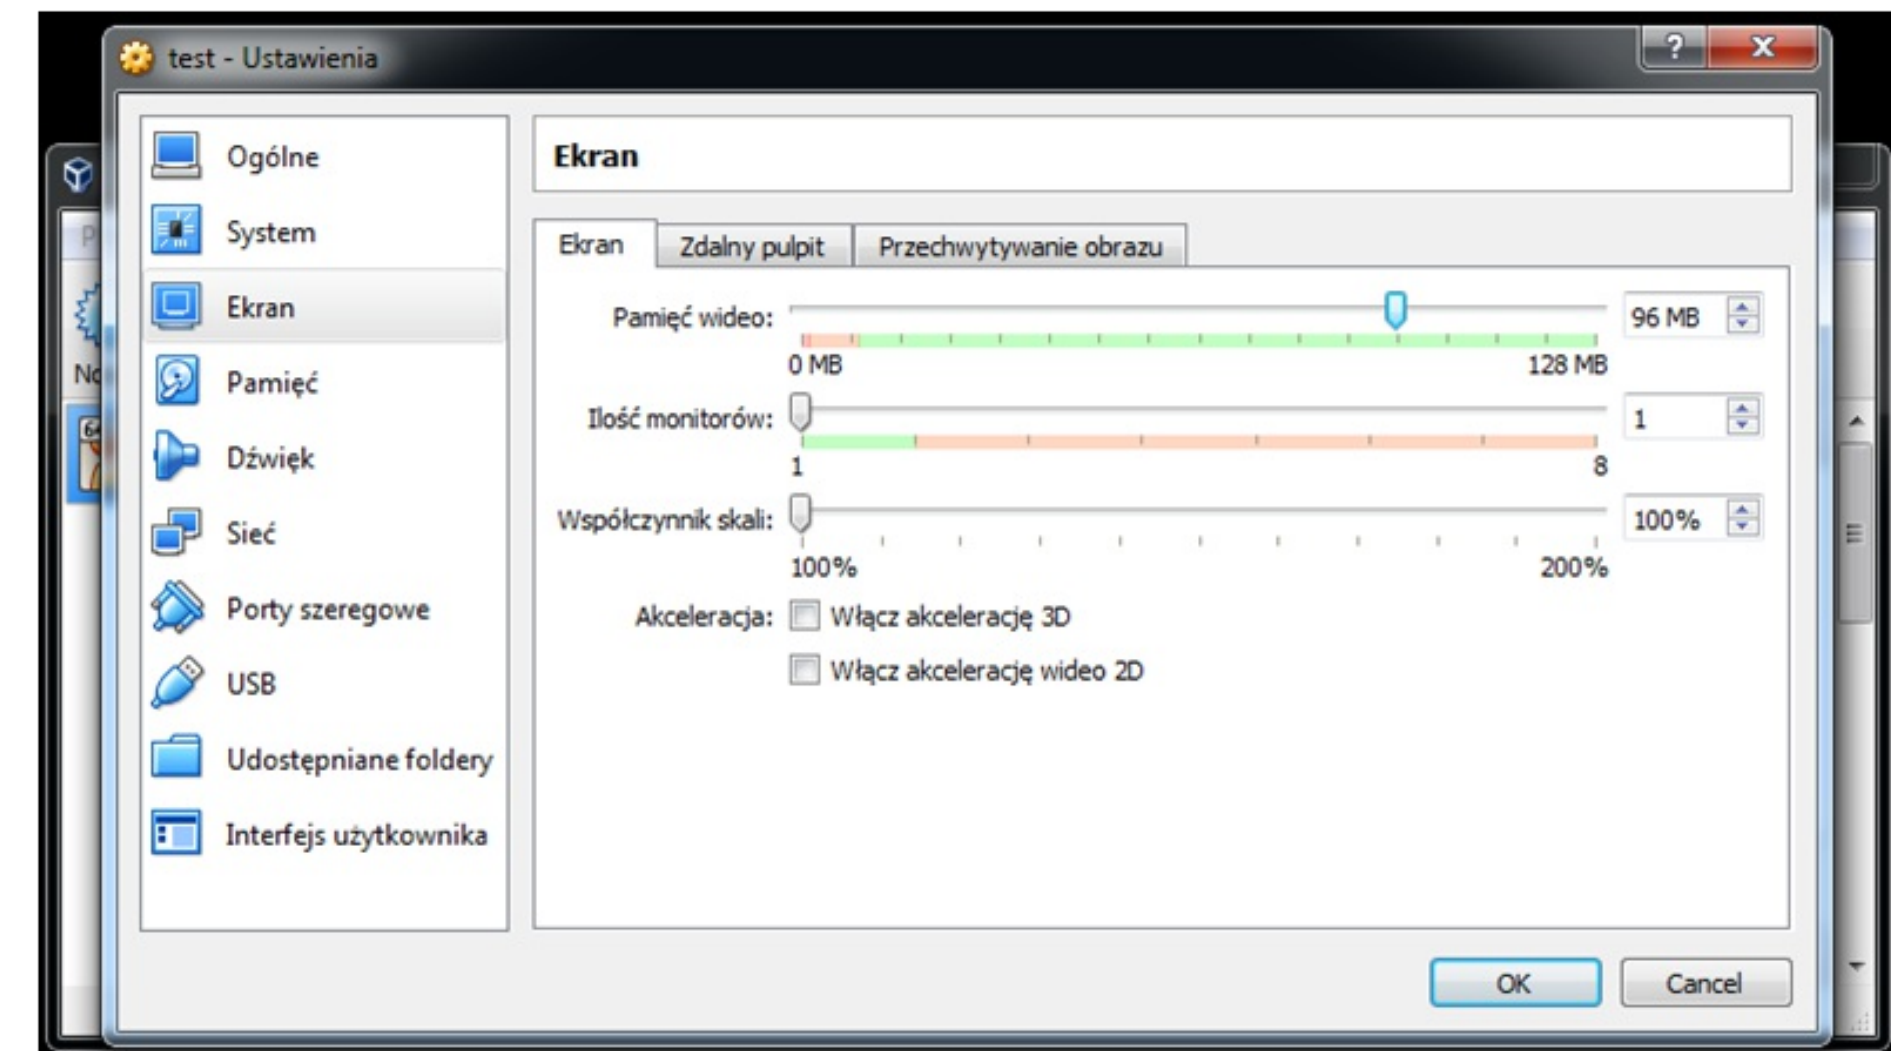 test - Ustawienia
Ogólne
System
Ekran
Pamięć
Dźwięk
Sieć
Porty szeregowe
USB
Udostępniane foldery
Interfejs użytkownika
Ekran
Ekran Zdalny pulpit Przechwytywanie obrazu
Pamięć wideo: 96 MB
0 MB 128 MB
Ilość monitorów: 1
1 8
Współczynnik skali: 100%
100% 200%
Akceleracja: Włącz akcelerację 3D
Włącz akcelerację wideo 2D
OK Cancel